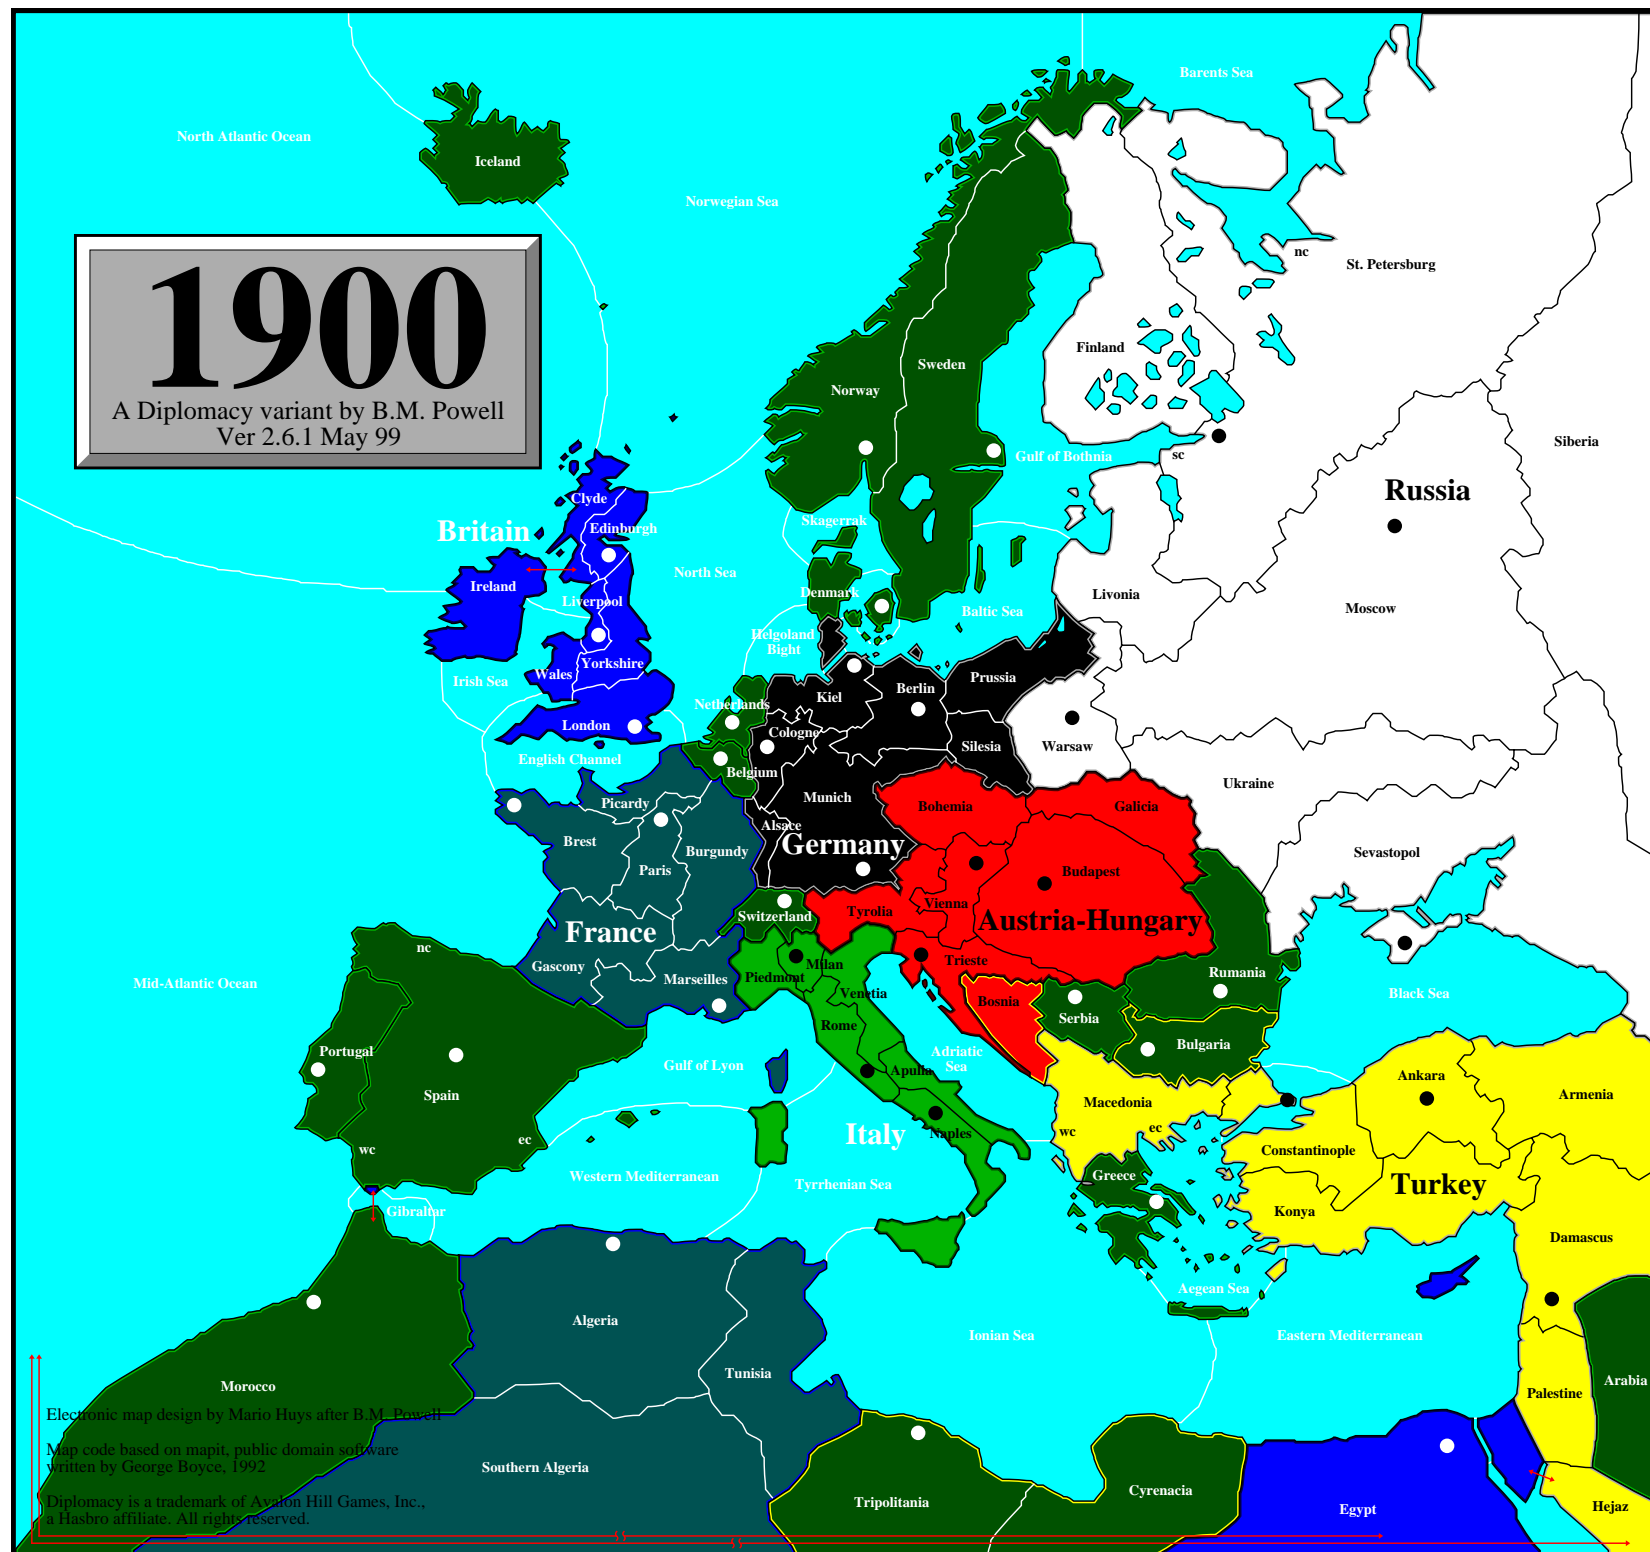 Barents Sea
North Atlantic Ocean
Iceland
Norwegian Sea
nc
St. Petersburg
1900
A Diplomacy variant by B.M. Powell
Ver 2.6.1 May 99
Finland
Sweden
Norway
Siberia
Gulf of Bothnia
sc
Russia
Clyde
Skagerrak
Britain
Edinburgh
North Sea
Ireland
Denmark
Livonia
Liverpool
Baltic Sea
Moscow
Helgoland
Bight
Yorkshire
Wales
Irish Sea
Prussia
Berlin
Kiel
Netherlands
London
Cologne
Silesia
Warsaw
English Channel
Belgium
Ukraine
Munich
Picardy
Bohemia
Galicia
Alsace
Brest
Germany
Burgundy
Sevastopol
Paris
Budapest
Vienna
Tyrolia
Switzerland
Austria-Hungary
France
nc
Trieste
Gascony
Milan
Rumania
Marseilles
Piedmont
Mid-Atlantic Ocean
Venetia
Black Sea
Bosnia
Serbia
Rome
Bulgaria
Portugal
Adriatic
Sea
Gulf of Lyon
Apulia
Ankara
Spain
Armenia
Macedonia
ec
wc
ec
Italy
Naples
wc
Constantinople
Western Mediterranean
Greece
Tyrrhenian Sea
Turkey
Gibraltar
Konya
Damascus
Aegean Sea
Algeria
Ionian Sea
Eastern Mediterranean
Tunisia
Arabia
Morocco
Palestine
Electronic map design by Mario Huys after B.M. Powell
Map code based on mapit, public domain software
written by George Boyce, 1992
Southern Algeria
Cyrenacia
Diplomacy is a trademark of Avalon Hill Games, Inc.,
a Hasbro affiliate. All rights reserved.
Tripolitania
Egypt
Hejaz